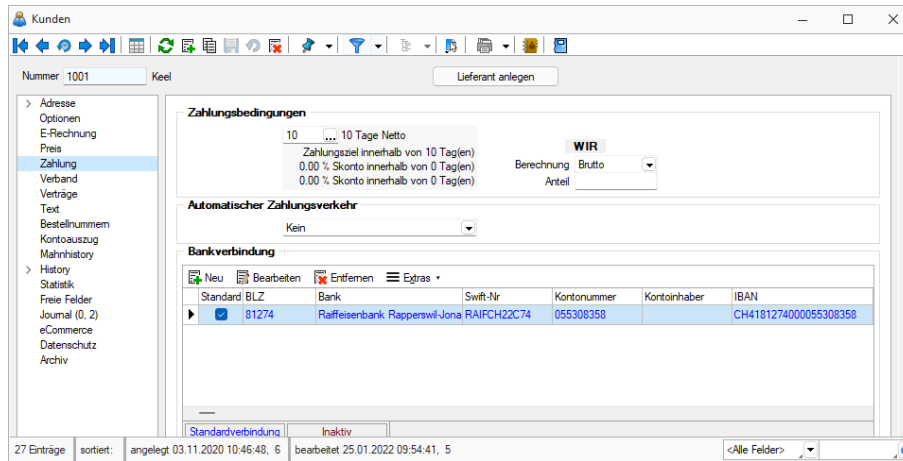 Kunden
Nummer 1001 Keel Lieferant anlegen
Adresse
Optionen
E-Rechnung
Preis
Zahlung
Verband
Verträge
Text
Bestellnummern
Kontoauszug
Mahnhistory
History
Statistik
Freie Felder
Journal (0, 2)
eCommerce
Datenschutz
Archiv
Zahlungsbedingungen
10 ... 10 Tage Netto
Zahlungsziel innerhalb von 10 Tag(en)
0.00 % Skonto innerhalb von 0 Tag(en)
0.00 % Skonto innerhalb von 0 Tag(en)
WIR
Berechnung Brutto
Anteil
Automatischer Zahlungsverkehr
Kein
Bankverbindung
Neu Bearbeiten Entfernen Extras
Standard BLZ Bank Swift-Nr Kontonummer Kontoinhaber IBAN
81274 Raiffeisenbank Rapperswil-Jona RAIFCH22C74 055308358 CH4181274000055308358
Standardverbindung Inaktiv
27 Einträge sortiert: angelegt 03.11.2020 10:46:48, 6 bearbeitet 25.01.2022 09:54:41, 5 <Alle Felder>